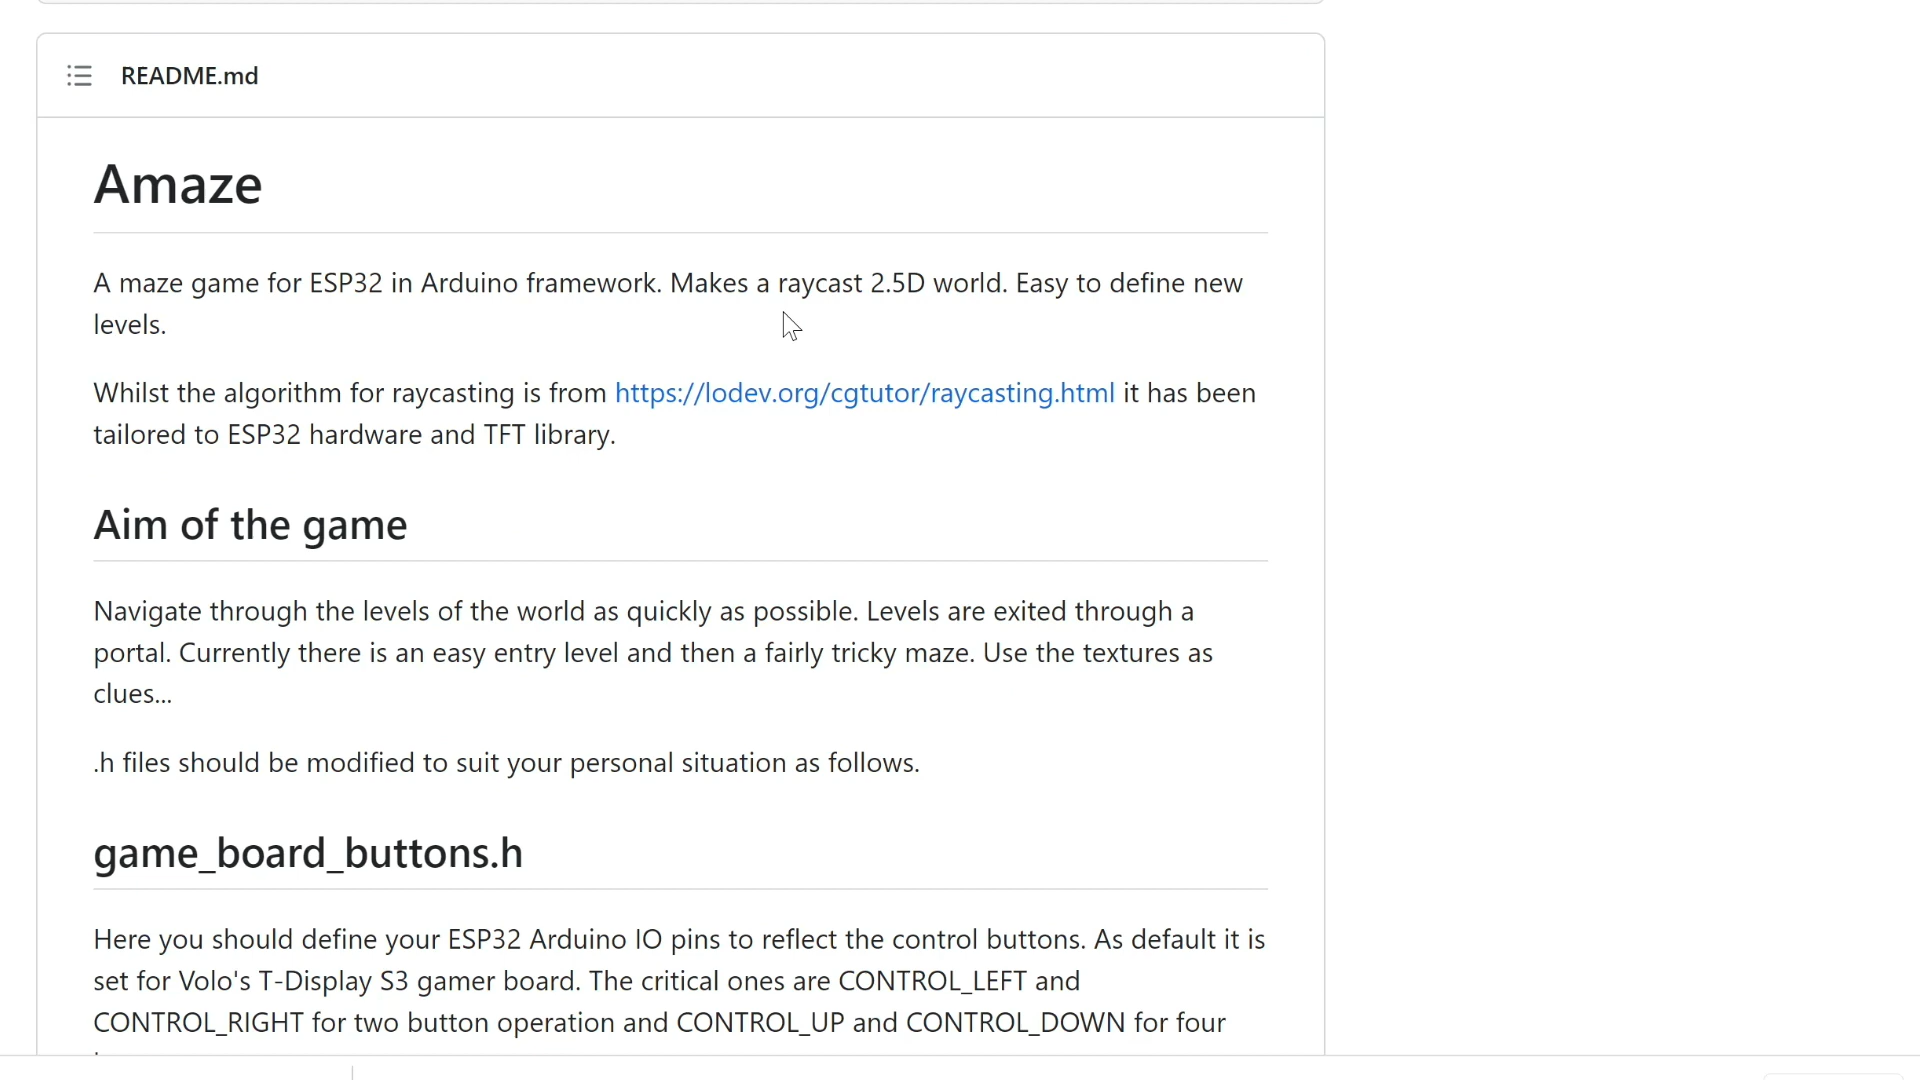 README.md
Amaze
A maze game for ESP32 in Arduino framework. Makes a raycast 2.5D world. Easy to define new
levels.
Whilst the algorithm for raycasting is from https://lodev.org/cgtutor/raycasting.html it has been
tailored to ESP32 hardware and TFT library.
Aim of the game
Navigate through the levels of the world as quickly as possible. Levels are exited through a
portal. Currently there is an easy entry level and then a fairly tricky maze. Use the textures as
clues...
.h files should be modified to suit your personal situation as follows.
game_board_buttons.h
Here you should define your ESP32 Arduino IO pins to reflect the control buttons. As default it is
set for Volo's T-Display S3 gamer board. The critical ones are CONTROL_LEFT and
CONTROL_RIGHT for two button operation and CONTROL_UP and CONTROL_DOWN for four